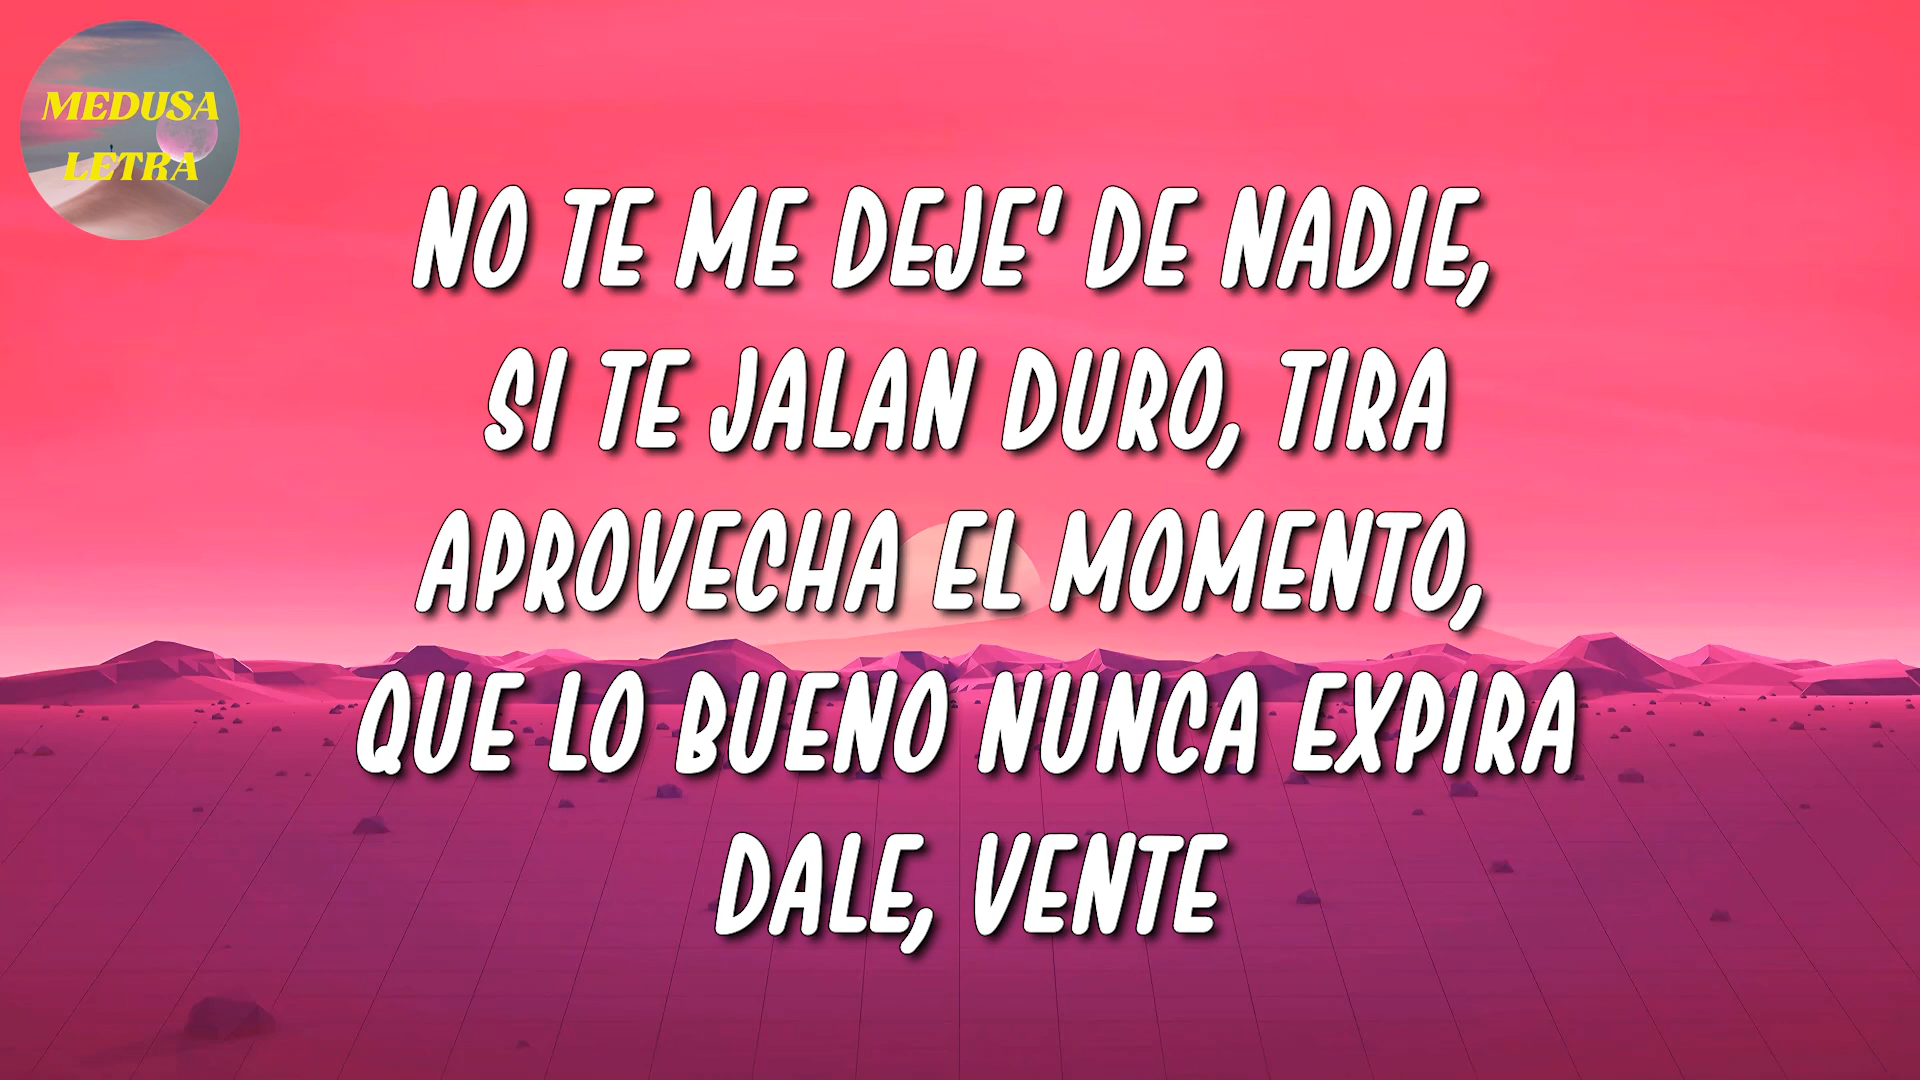 MEDUSA
LETRA
NO TE ME DEJE' DE NADIE,
SI TE JALAN DURO, TIRA
APROVECHA EL MOMENTO,
QUE LO BUENO NUNCA EXPIRA
DALE, VENTE